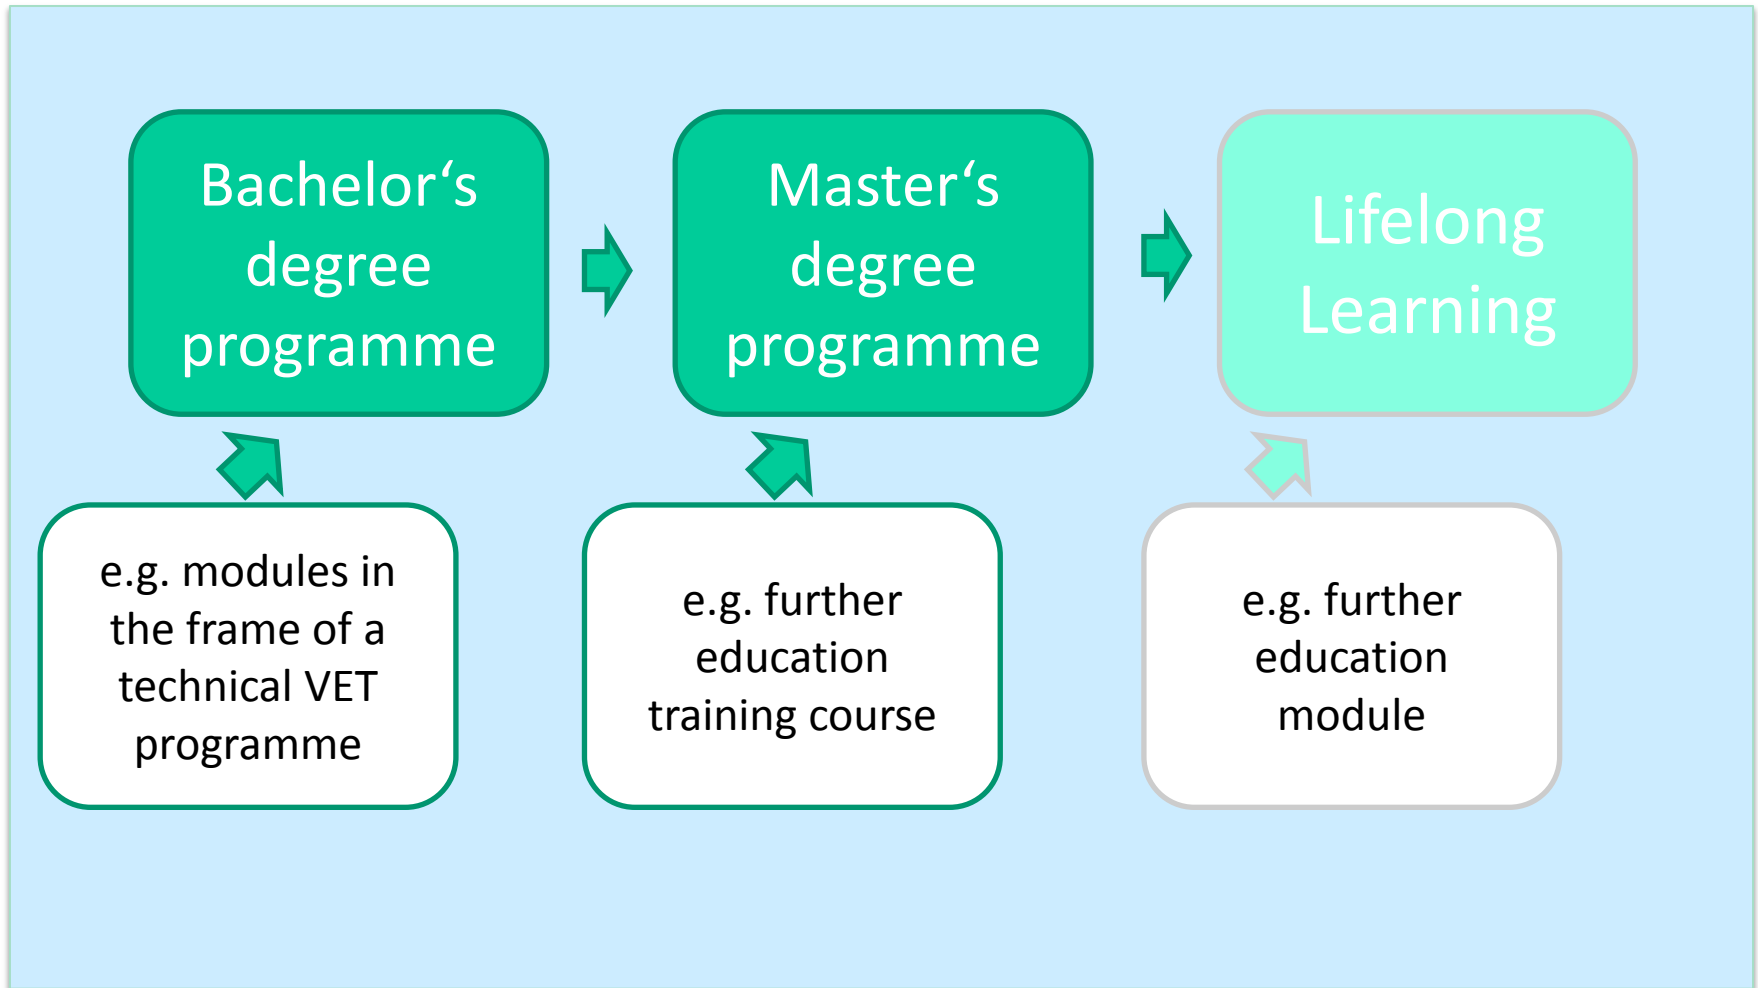 Bachelor‘s
degree
programme
Master‘s
degree
programme
Lifelong
Learning
e.g. modules in
the frame of a
technical VET
programme
e.g. further
education
training course
e.g. further
education
module